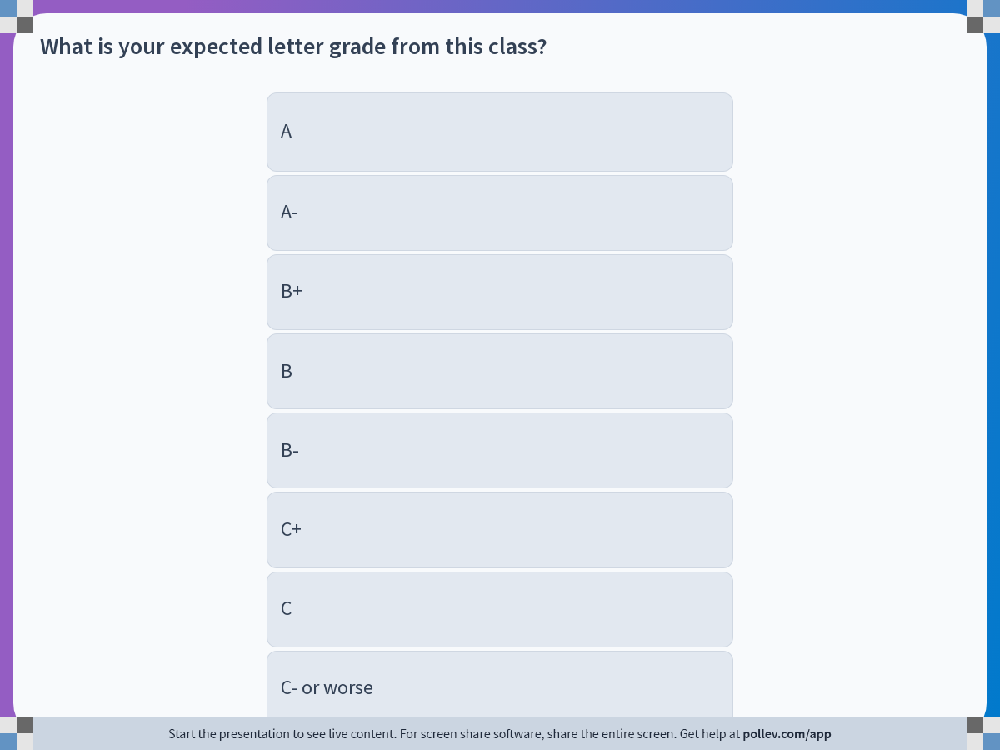 What is your expected letter grade from this class?
A
A-
B+
B
B-
C+
C
C- or worse
Start the presentation to see live content. For screen share software, share the entire screen. Get help at pollev.com/app